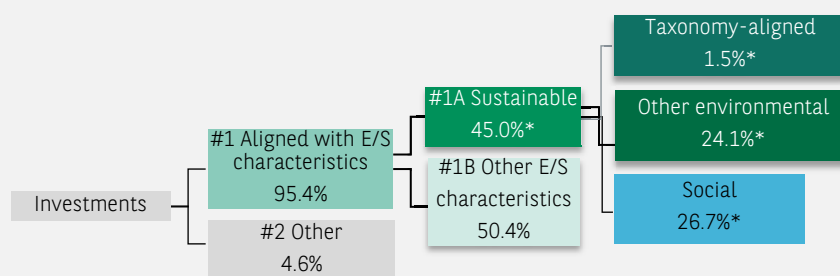 Investments
#1 Aligned with E/S
characteristics
95.4%
#2 Other
4.6%
#1A Sustainable
45.0%*
#1B Other E/S
characteristics
50.4%
Taxonomy-aligned
1.5%*
Other environmental
24.1%*
Social
26.7%*